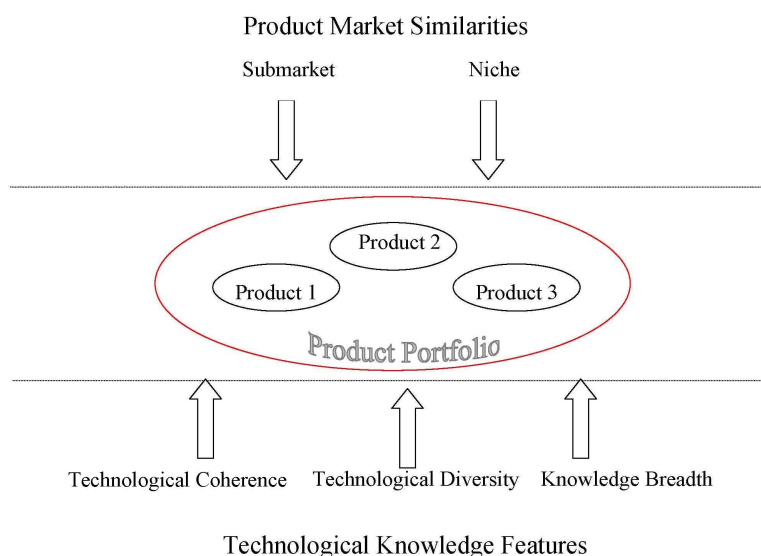 Product Market Similarities
Submarket
Niche
Product 2
Product 1
Product 3
Product Portfolio
Technological Coherence
Technological Diversity
Knowledge Breadth
Technological Knowledge Features